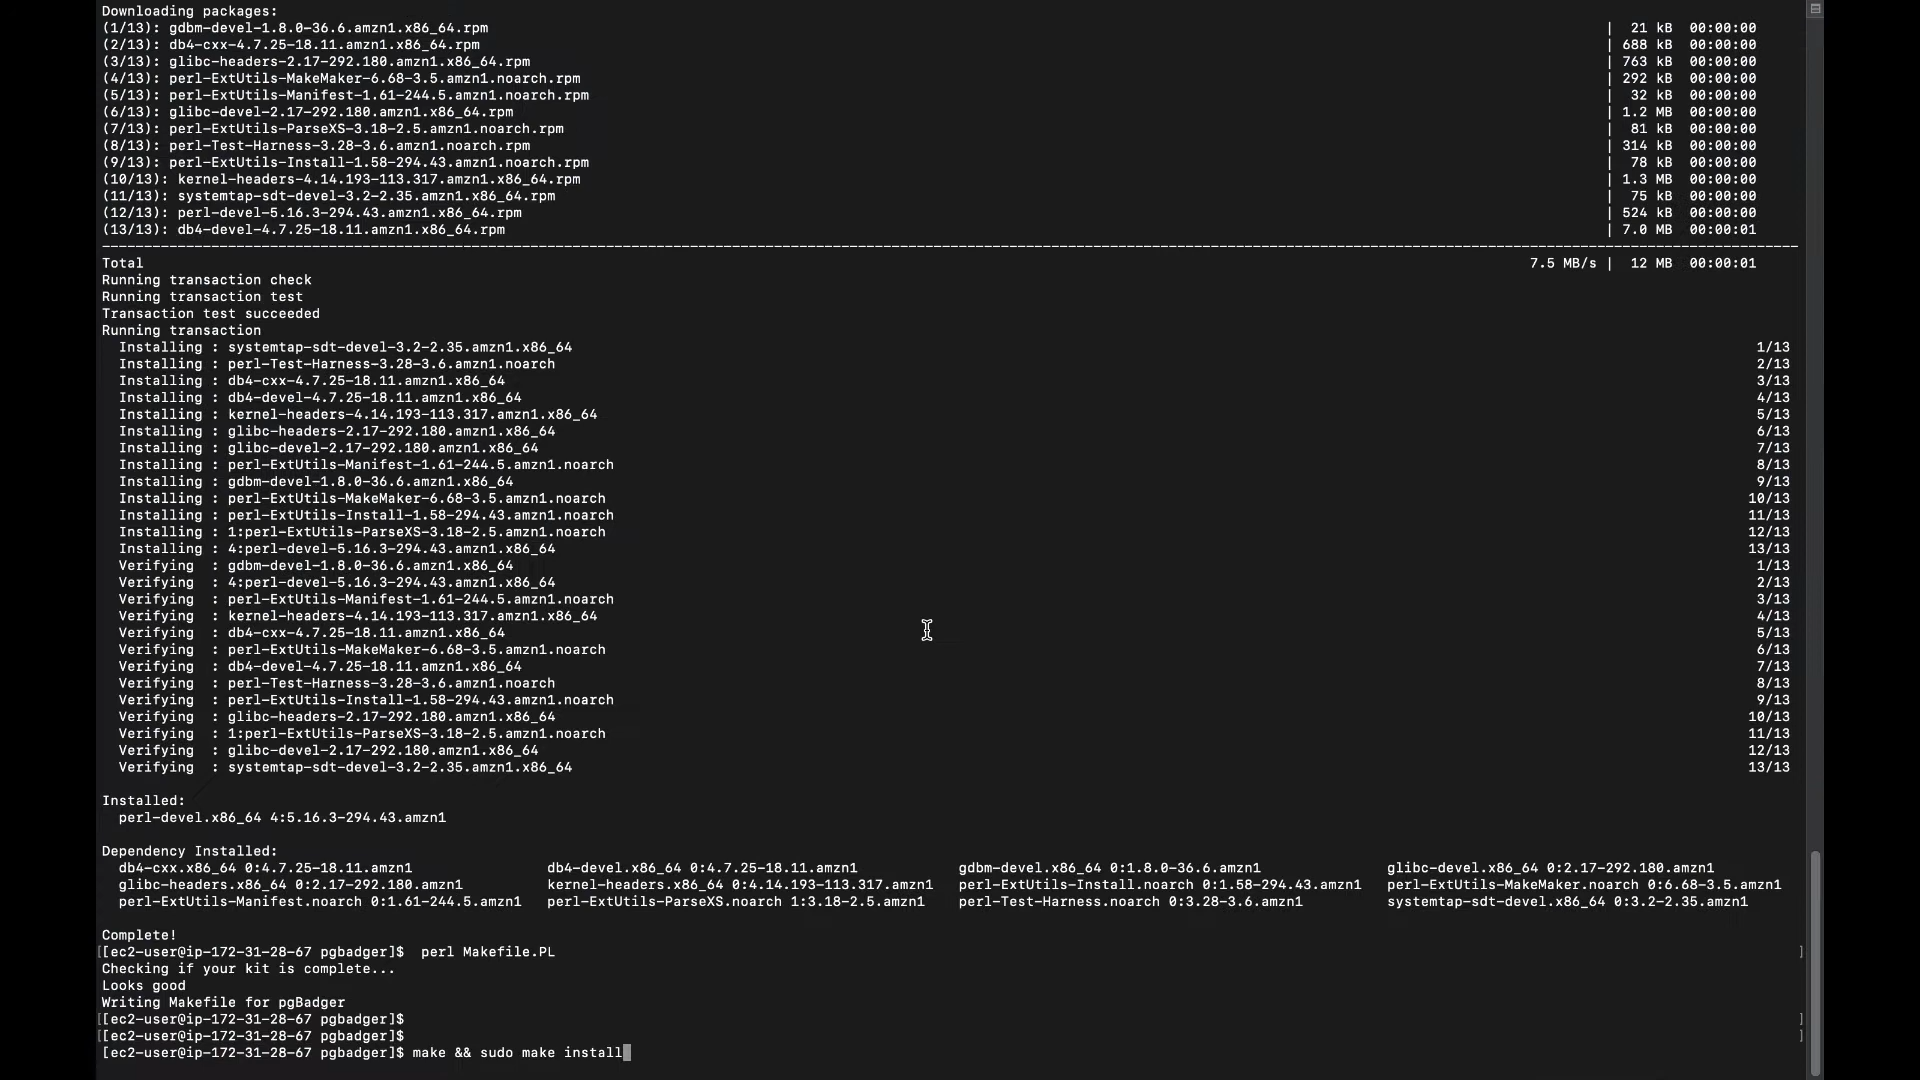 Downloading packages:
(1/13): gdbm-devel-1.8.0-36.6.amzn1.x86_64.rpm | 21 kB 00:00:00
(2/13): db4-cxx-4.7.25-18.11.amzn1.x86_64.rpm | 688 kB 00:00:00
(3/13): glibc-headers-2.17-292.180.amzn1.x86_64.rpm | 763 kB 00:00:00
(4/13): perl-ExtUtils-MakeMaker-6.68-3.5.amzn1.noarch.rpm | 292 kB 00:00:00
(5/13): perl-ExtUtils-Manifest-1.61-244.5.amzn1.noarch.rpm | 32 kB 00:00:00
(6/13): glibc-devel-2.17-292.180.amzn1.x86_64.rpm | 1.2 MB 00:00:00
(7/13): perl-ExtUtils-ParseXS-3.18-2.5.amzn1.noarch.rpm | 81 kB 00:00:00
(8/13): perl-Test-Harness-3.28-3.6.amzn1.noarch.rpm | 314 kB 00:00:00
(9/13): perl-ExtUtils-Install-1.58-294.43.amzn1.noarch.rpm | 78 kB 00:00:00
(10/13): kernel-headers-4.14.193-113.317.amzn1.x86_64.rpm | 1.3 MB 00:00:00
(11/13): systemtap-sdt-devel-3.2-2.35.amzn1.x86_64.rpm | 75 kB 00:00:00
(12/13): perl-devel-5.16.3-294.43.amzn1.x86_64.rpm | 524 kB 00:00:00
(13/13): db4-devel-4.7.25-18.11.amzn1.x86_64.rpm | 7.0 MB 00:00:01
Total 7.5 MB/s | 12 MB 00:00:01
Running transaction check
Running transaction test
Transaction test succeeded
Running transaction
Installing : systemtap-sdt-devel-3.2-2.35.amzn1.x86_64 1/13
Installing : perl-Test-Harness-3.28-3.6.amzn1.noarch 2/13
Installing : db4-cxx-4.7.25-18.11.amzn1.x86_64 3/13
Installing : db4-devel-4.7.25-18.11.amzn1.x86_64 4/13
Installing : kernel-headers-4.14.193-113.317.amzn1.x86_64 5/13
Installing : glibc-headers-2.17-292.180.amzn1.x86_64 6/13
Installing : glibc-devel-2.17-292.180.amzn1.x86_64 7/13
Installing : perl-ExtUtils-Manifest-1.61-244.5.amzn1.noarch 8/13
Installing : gdbm-devel-1.8.0-36.6.amzn1.x86_64 9/13
Installing : perl-ExtUtils-MakeMaker-6.68-3.5.amzn1.noarch 10/13
Installing : perl-ExtUtils-Install-1.58-294.43.amzn1.noarch 11/13
Installing : 1:perl-ExtUtils-ParseXS-3.18-2.5.amzn1.noarch 12/13
Installing : 4:perl-devel-5.16.3-294.43.amzn1.x86_64 13/13
Verifying : gdbm-devel-1.8.0-36.6.amzn1.x86_64 1/13
Verifying : 4:perl-devel-5.16.3-294.43.amzn1.x86_64 2/13
Verifying : perl-ExtUtils-Manifest-1.61-244.5.amzn1.noarch 3/13
Verifying : kernel-headers-4.14.193-113.317.amzn1.x86_64 4/13
Verifying : db4-cxx-4.7.25-18.11.amzn1.x86_64 5/13
Verifying : perl-ExtUtils-MakeMaker-6.68-3.5.amzn1.noarch 6/13
Verifying : db4-devel-4.7.25-18.11.amzn1.x86_64 7/13
Verifying : perl-Test-Harness-3.28-3.6.amzn1.noarch 8/13
Verifying : perl-ExtUtils-Install-1.58-294.43.amzn1.noarch 9/13
Verifying : glibc-headers-2.17-292.180.amzn1.x86_64 10/13
Verifying : 1:perl-ExtUtils-ParseXS-3.18-2.5.amzn1.noarch 11/13
Verifying : glibc-devel-2.17-292.180.amzn1.x86_64 12/13
Verifying : systemtap-sdt-devel-3.2-2.35.amzn1.x86_64 13/13
Installed:
perl-devel.x86_64 4:5.16.3-294.43.amzn1
Dependency Installed:
db4-cxx.x86_64 0:4.7.25-18.11.amzn1 db4-devel.x86_64 0:4.7.25-18.11.amzn1 gdbm-devel.x86_64 0:1.8.0-36.6.amzn1 glibc-devel.x86_64 0:2.17-292.180.amzn1
glibc-headers.x86_64 0:2.17-292.180.amzn1 kernel-headers.x86_64 0:4.14.193-113.317.amzn1 perl-ExtUtils-Install.noarch 0:1.58-294.43.amzn1 perl-ExtUtils-MakeMaker.noarch 0:6.68-3.5.amzn1
perl-ExtUtils-Manifest.noarch 0:1.61-244.5.amzn1 perl-ExtUtils-ParseXS.noarch 1:3.18-2.5.amzn1 perl-Test-Harness.noarch 0:3.28-3.6.amzn1 systemtap-sdt-devel.x86_64 0:3.2-2.35.amzn1
Complete!
[[ec2-user@ip-172-31-28-67 pgbadger]$ perl Makefile.PL ]
Checking if your kit is complete...
Looks good
Writing Makefile for pgBadger
[[ec2-user@ip-172-31-28-67 pgbadger]$ ]
[[ec2-user@ip-172-31-28-67 pgbadger]$ ]
[ec2-user@ip-172-31-28-67 pgbadger]$ make && sudo make install